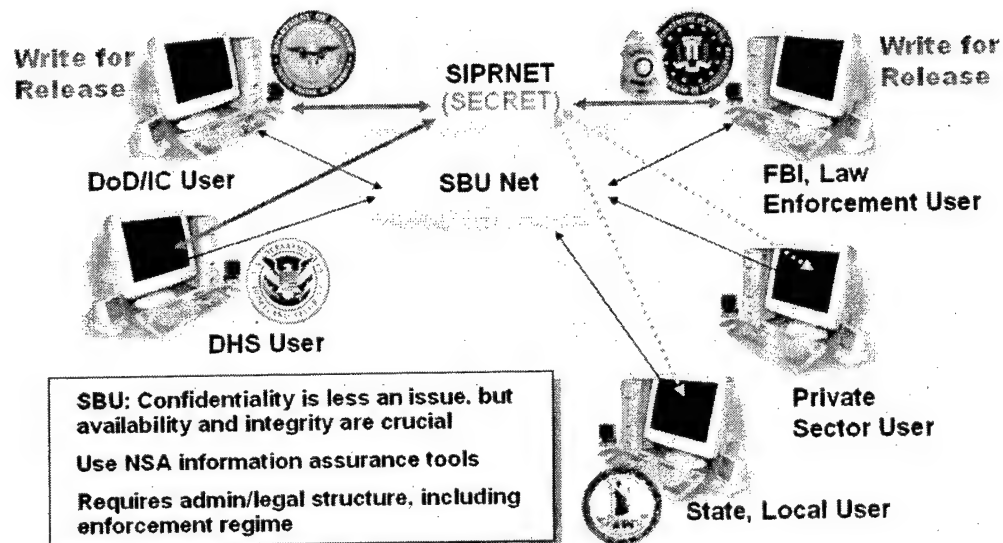 Write for
Release
SIPRNET
(SECRET)
Write for
Release
DoD/IC User
SBU Net
FBI, Law
Enforcement User
DHS User
SBU: Confidentiality is less an issue, but
availability and integrity are crucial
Use NSA information assurance tools
Requires admin/legal structure, including
enforcement regime
Private
Sector User
State, Local User